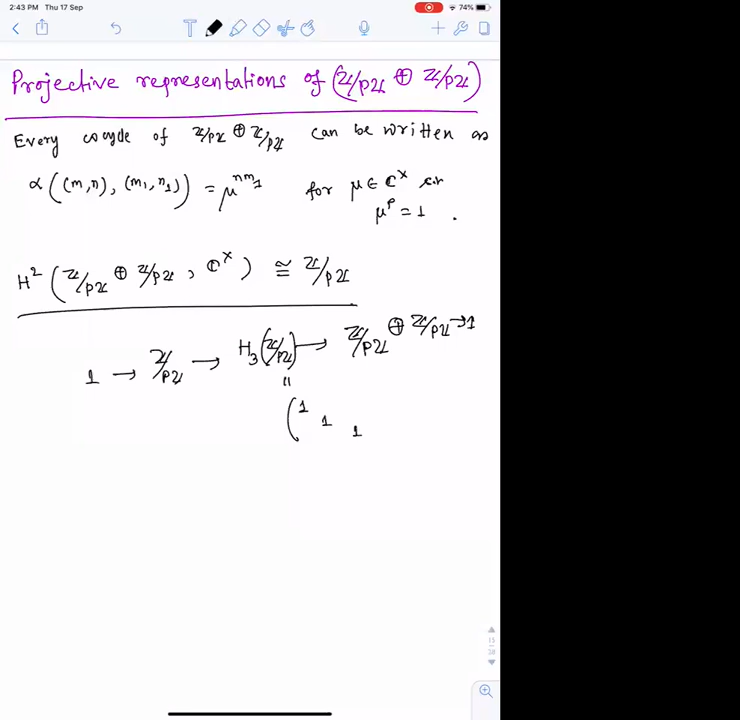 2:43 PM Thu 17 Sep
74%
Projective representations of (ℤ/pℤ ⊕ ℤ/pℤ)
Every cocycle of ℤ/pℤ ⊕ ℤ/pℤ can be written as
α((m,n), (m₁,n₁)) = μ^{nm₁} for μ ∈ ℂ^x s.t.
μ^p = 1 .
H²(ℤ/pℤ ⊕ ℤ/pℤ, ℂ^x) ≅ ℤ/pℤ
1 → ℤ/pℤ → H₃(ℤ/pℤ) → ℤ/pℤ ⊕ ℤ/pℤ → 1
"
( 1
1
1